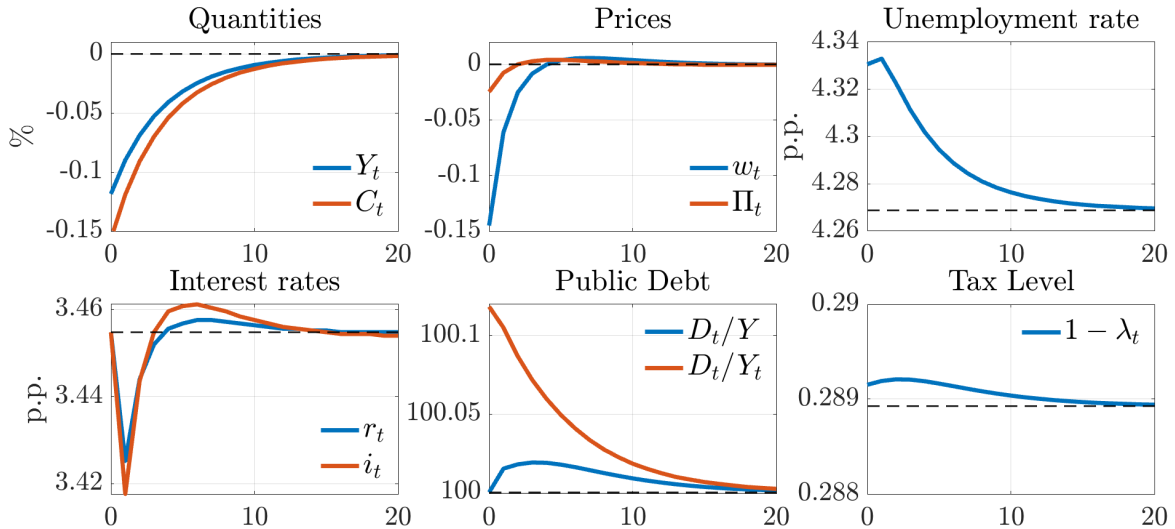 Quantities
0
-0.05
-0.1
-0.15
%
Y_t
C_t
0
10
20
Prices
0
-0.05
-0.1
-0.15
w_t
Π_t
0
10
20
Unemployment rate
4.34
4.32
4.3
4.28
4.26
p.p.
0
10
20
Interest rates
3.46
3.44
3.42
p.p.
r_t
i_t
0
10
20
Public Debt
100.1
100.05
100
D_t/Y
D_t/Y_t
0
10
20
Tax Level
0.29
0.289
0.288
1 − λ_t
0
10
20